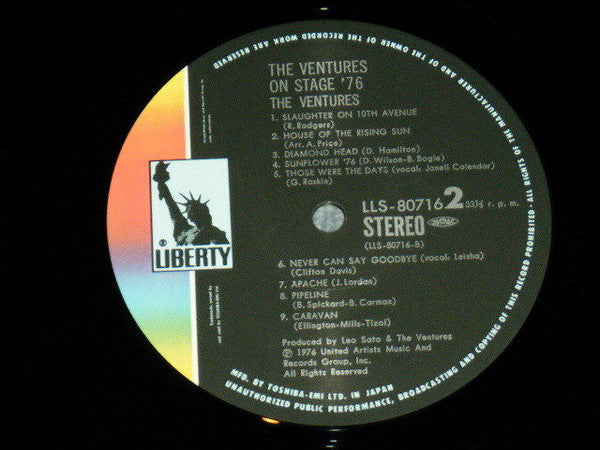 ALL RIGHTS OF THE MANUFACTURER AND OF THE OWNER OF THE RECORDED WORK ARE RESERVED
THE VENTURES
ON STAGE '76
THE VENTURES
1. SLAUGHTER ON 10TH AVENUE
(R. Rodgers)
2. HOUSE OF THE RISING SUN
(Arr. A. Price)
3. DIAMOND HEAD (D. Hamilton)
4. SUNFLOWER '76 (D. Wilson-B. Bogle)
5. THOSE WERE THE DAYS (vocal: Joneli Calendar)
(G. Raskin)
LLS-80716 2 33⅓ r. p. m.
STEREO
(LLS-80716-B)
LIBERTY
6. NEVER CAN SAY GOODBYE (vocal: Leisha)
(Clifton Davis)
7. APACHE (J. Lordan)
8. PIPELINE
(B. Spickard-B. Carman)
9. CARAVAN
(Ellington-Mills-Tizol)
Produced by Leo Sato & The Ventures
Ⓟ 1976 United Artists Music And
Records Group, Inc.
All Rights Reserved
MFD. BY TOSHIBA-EMI LTD. IN JAPAN
UNAUTHORIZED PUBLIC PERFORMANCE, BROADCASTING AND COPYING OF THIS RECORD PROHIBITED-